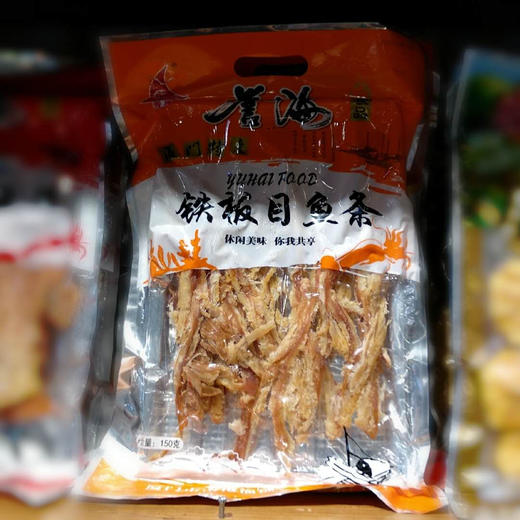 誉海
YUHAI FOOD
铁板目鱼条
休闲美味 你我共享
量：150克